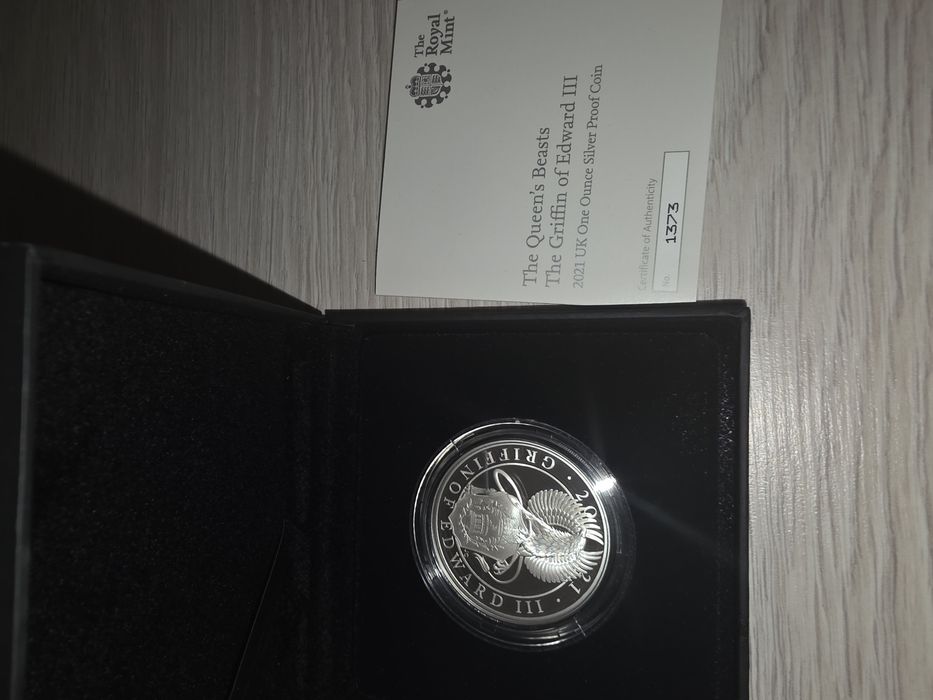 The
Royal
Mint®
The Queen's Beasts
The Griffin of Edward III
2021 UK One Ounce Silver Proof Coin
Certificate of Authenticity
No. 1373
· GRIFFIN OF EDWARD III · 2021